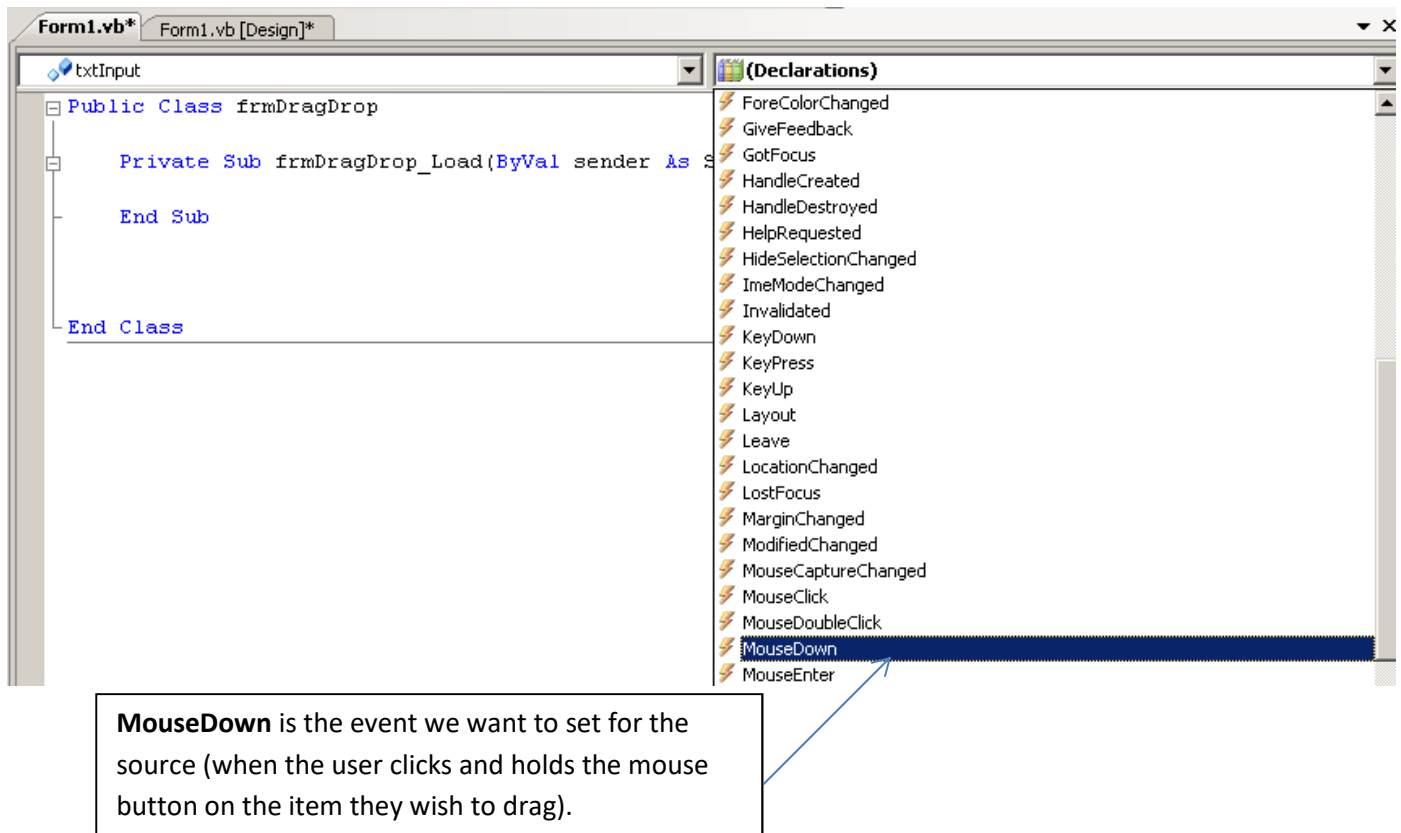 Form1.vb* Form1.vb [Design]*
txtInput (Declarations)
Public Class frmDragDrop
Private Sub frmDragDrop_Load(ByVal sender As S
End Sub
End Class
ForeColorChanged
GiveFeedback
GotFocus
HandleCreated
HandleDestroyed
HelpRequested
HideSelectionChanged
ImeModeChanged
Invalidated
KeyDown
KeyPress
KeyUp
Layout
Leave
LocationChanged
LostFocus
MarginChanged
ModifiedChanged
MouseCaptureChanged
MouseClick
MouseDoubleClick
MouseDown
MouseEnter
MouseDown is the event we want to set for the
source (when the user clicks and holds the mouse
button on the item they wish to drag).